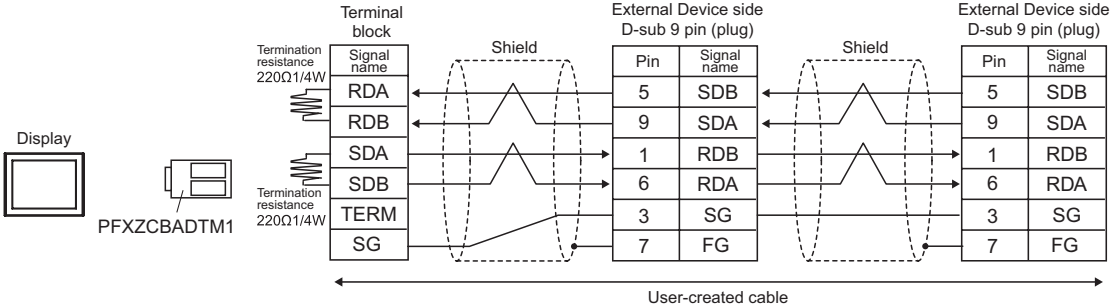 Display
PFXZCBADTM1
Termination
resistance
220Ω1/4W
Termination
resistance
220Ω1/4W
Terminal
block
Signal
name
RDA
RDB
SDA
SDB
TERM
SG
Shield
External Device side
D-sub 9 pin (plug)
Pin Signal
name
5 SDB
9 SDA
1 RDB
6 RDA
3 SG
7 FG
Shield
External Device side
D-sub 9 pin (plug)
Pin Signal
name
5 SDB
9 SDA
1 RDB
6 RDA
3 SG
7 FG
User-created cable